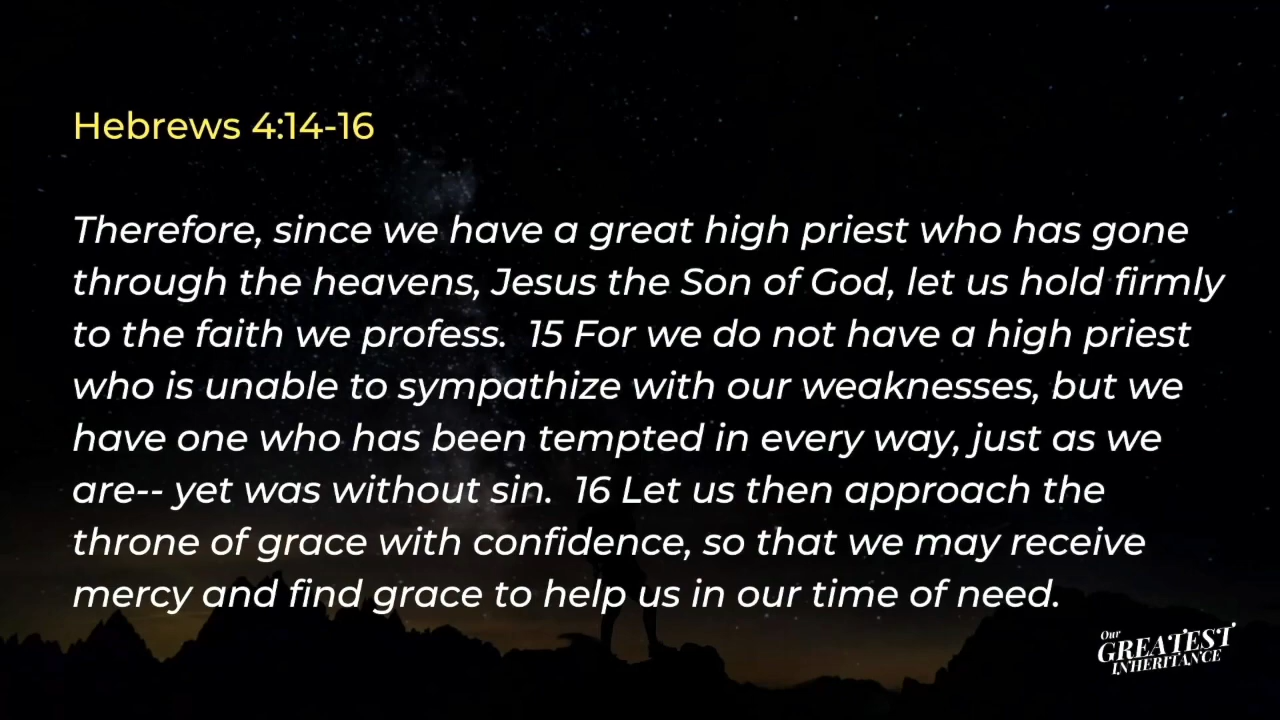 Hebrews 4:14-16
Therefore, since we have a great high priest who has gone
through the heavens, Jesus the Son of God, let us hold firmly
to the faith we profess.  15 For we do not have a high priest
who is unable to sympathize with our weaknesses, but we
have one who has been tempted in every way, just as we
are-- yet was without sin.  16 Let us then approach the
throne of grace with confidence, so that we may receive
mercy and find grace to help us in our time of need.
Our
GREATEST
INHERITANCE